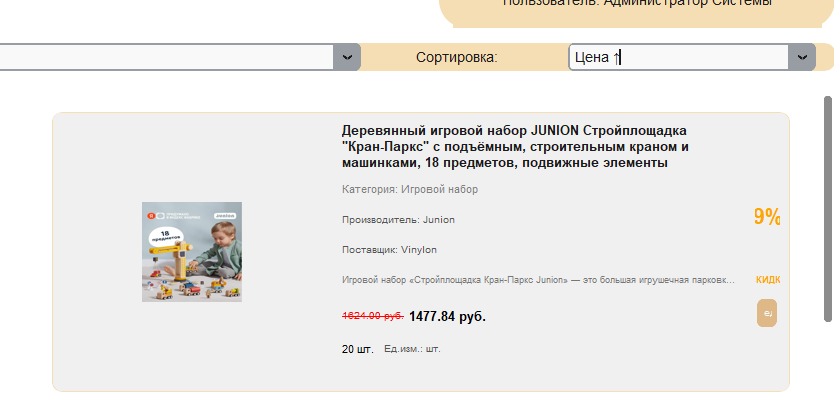 Пользователь: Администратор Системы
Сортировка:
Цена ↑
Деревянный игровой набор JUNION Стройплощадка
"Кран-Паркс" с подъёмным, строительным краном и
машинками, 18 предметов, подвижные элементы
Категория: Игровой набор
Производитель: Junion
9%
Поставщик: Vinylon
Игровой набор «Стройплощадка Кран-Паркс Junion» — это большая игрушечная парковк...
КИДК
1624.00 руб. 1477.84 руб.
ед
20 шт. Ед.изм.: шт.
18
предметов